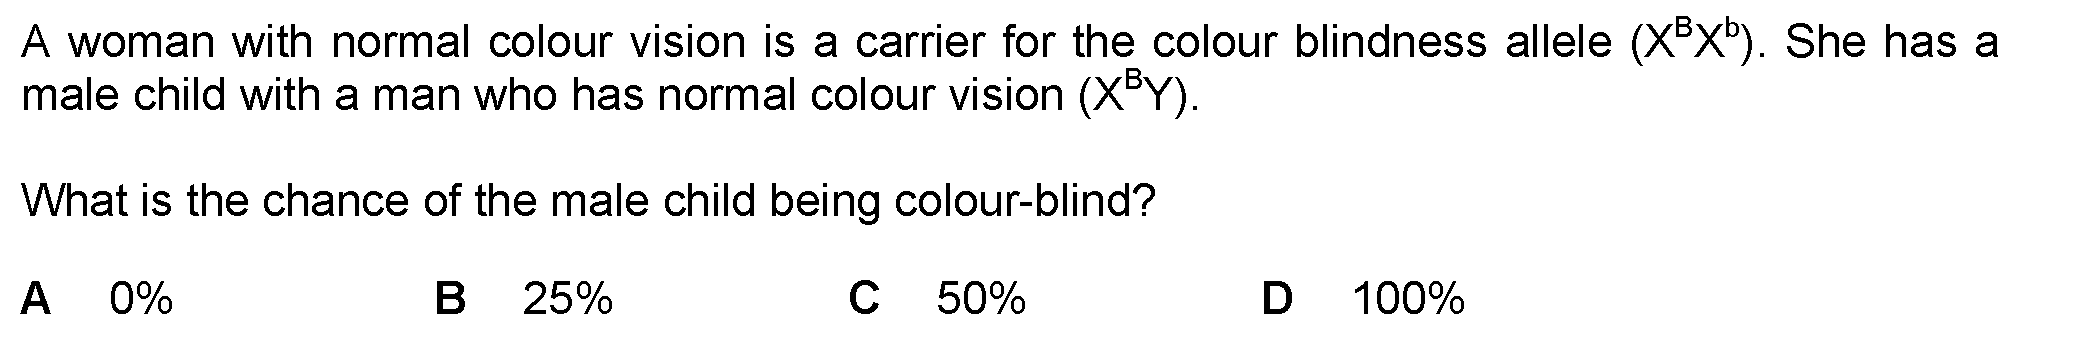 A woman with normal colour vision is a carrier for the colour blindness allele (XᴮXᵇ). She has a
male child with a man who has normal colour vision (XᴮY).
What is the chance of the male child being colour-blind?
A 0% B 25% C 50% D 100%